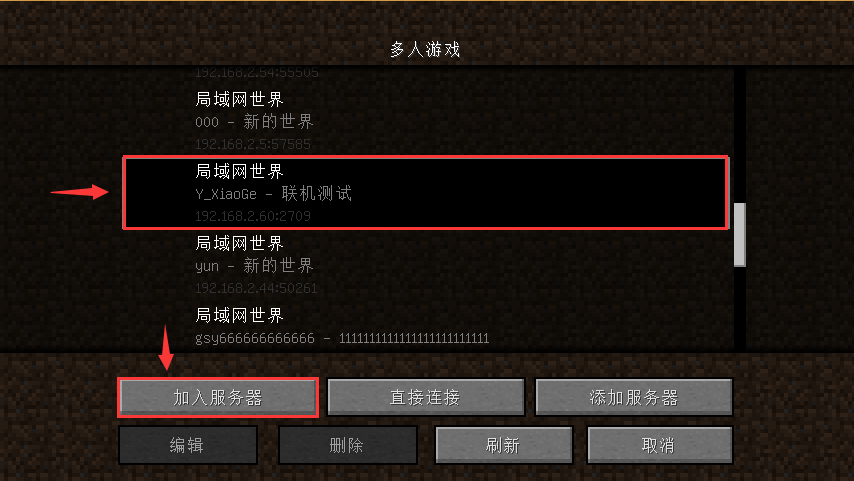 多人游戏
192.168.2.54:55505
局域网世界
000 - 新的世界
192.168.2.5:57585
局域网世界
Y_XiaoGe - 联机测试
192.168.2.60:2709
局域网世界
yun - 新的世界
192.168.2.44:50261
局域网世界
gsy666666666666 - 1111111111111111111111111
加入服务器 直接连接 添加服务器
编辑 删除 刷新 取消